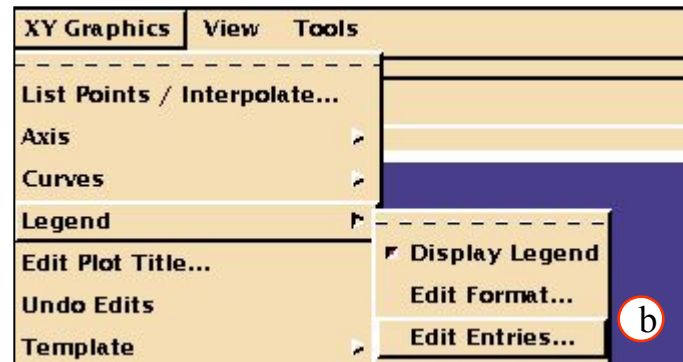 XY Graphics View Tools
List Points / Interpolate...
Axis
Curves
Legend
Edit Plot Title...
Undo Edits
Template
Display Legend
Edit Format...
Edit Entries...
b